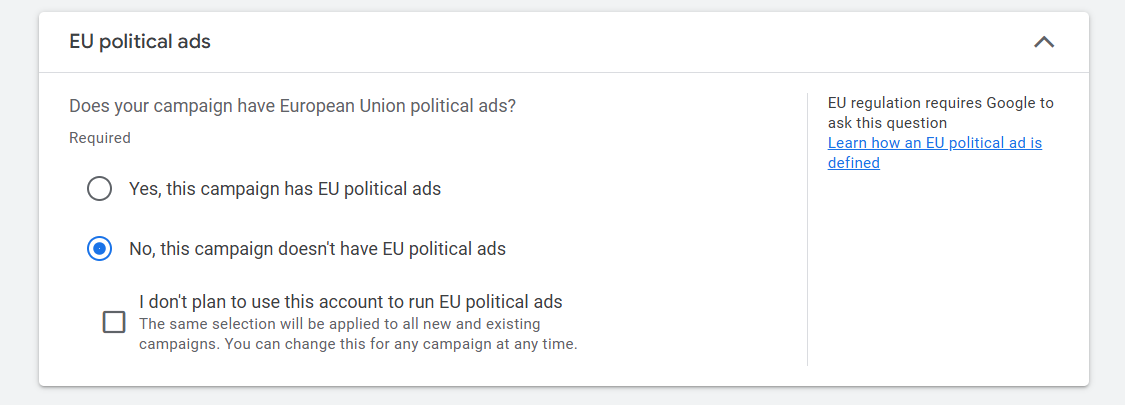 EU political ads
Does your campaign have European Union political ads?
Required
Yes, this campaign has EU political ads
No, this campaign doesn't have EU political ads
I don't plan to use this account to run EU political ads
The same selection will be applied to all new and existing
campaigns. You can change this for any campaign at any time.
EU regulation requires Google to
ask this question
Learn how an EU political ad is
defined